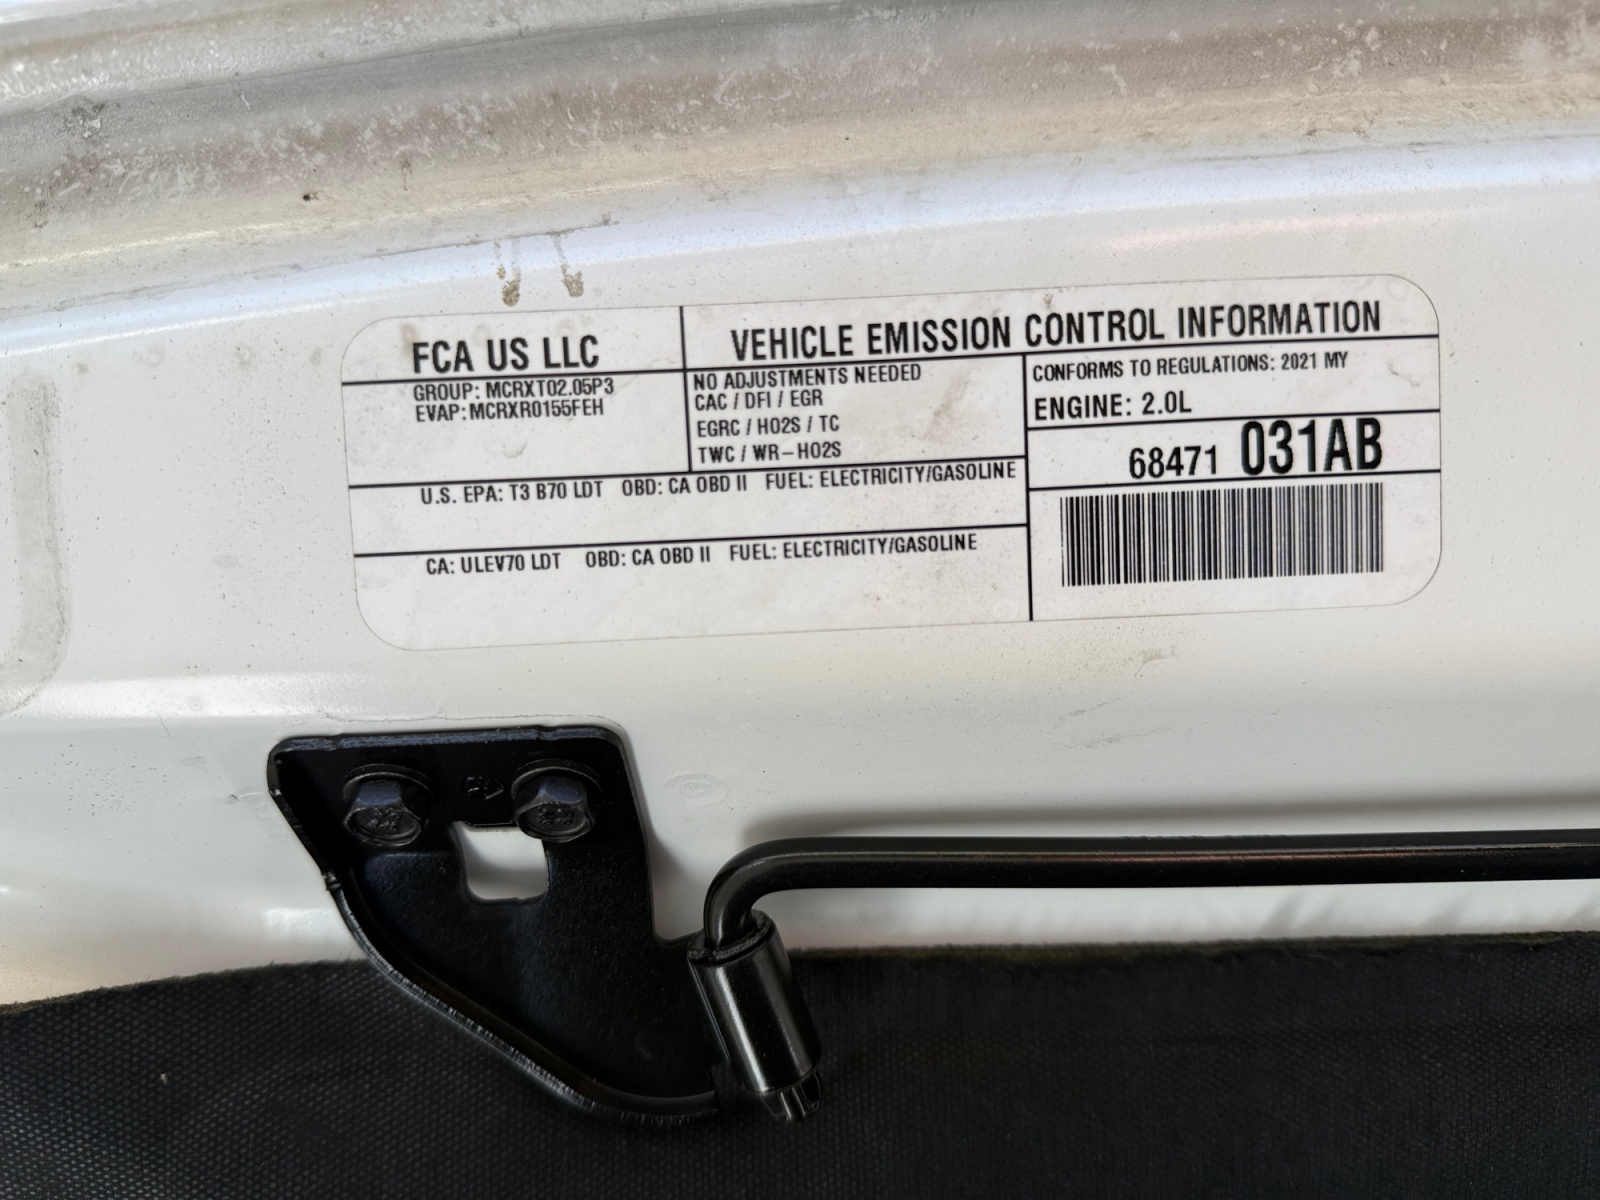 FCA US LLC
VEHICLE EMISSION CONTROL INFORMATION
GROUP: MCRXT02.05P3
EVAP: MCRXR0155FEH
NO ADJUSTMENTS NEEDED
CAC / DFI / EGR
EGRC / HO2S / TC
TWC / WR-HO2S
CONFORMS TO REGULATIONS: 2021 MY
ENGINE: 2.0L
68471 031AB
U.S. EPA: T3 B70 LDT OBD: CA OBD II FUEL: ELECTRICITY/GASOLINE
CA: ULEV70 LDT OBD: CA OBD II FUEL: ELECTRICITY/GASOLINE